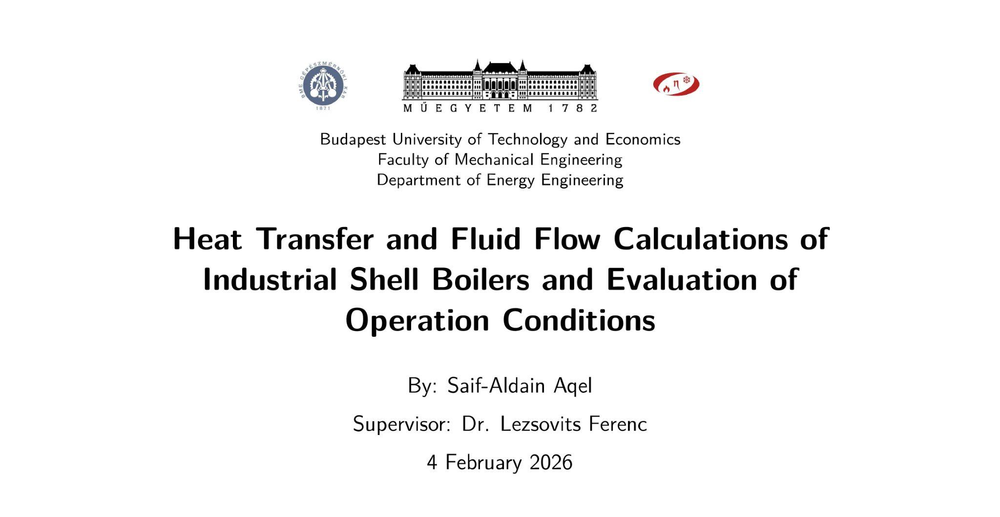 BME GÉPÉSZMÉRNÖKI KAR
1871
MŰEGYETEM 1782
η
Budapest University of Technology and Economics
Faculty of Mechanical Engineering
Department of Energy Engineering
Heat Transfer and Fluid Flow Calculations of
Industrial Shell Boilers and Evaluation of
Operation Conditions
By: Saif-Aldain Aqel
Supervisor: Dr. Lezsovits Ferenc
4 February 2026